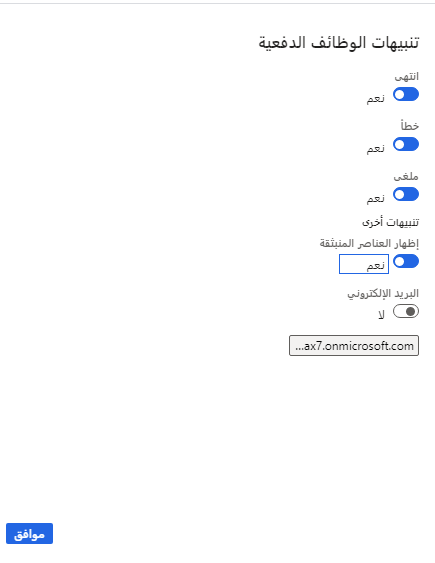 تنبيهات الوظائف الدفعية
انتهى
نعم
خطأ
نعم
ملغى
نعم
تنبيهات أخرى
إظهار العناصر المنبثقة
نعم
البريد الإلكتروني
لا
...ax7.onmicrosoft.com
موافق